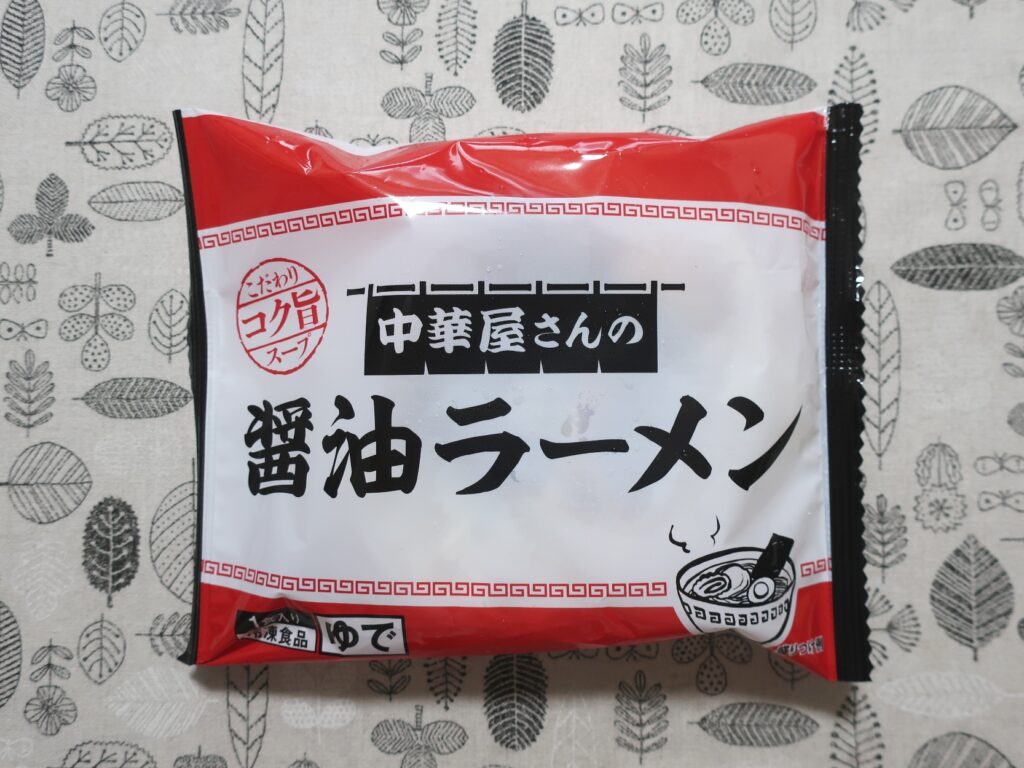 こだわり
コク旨
スープ
中華屋さんの
醤油ラーメン
冷凍食品
ゆで